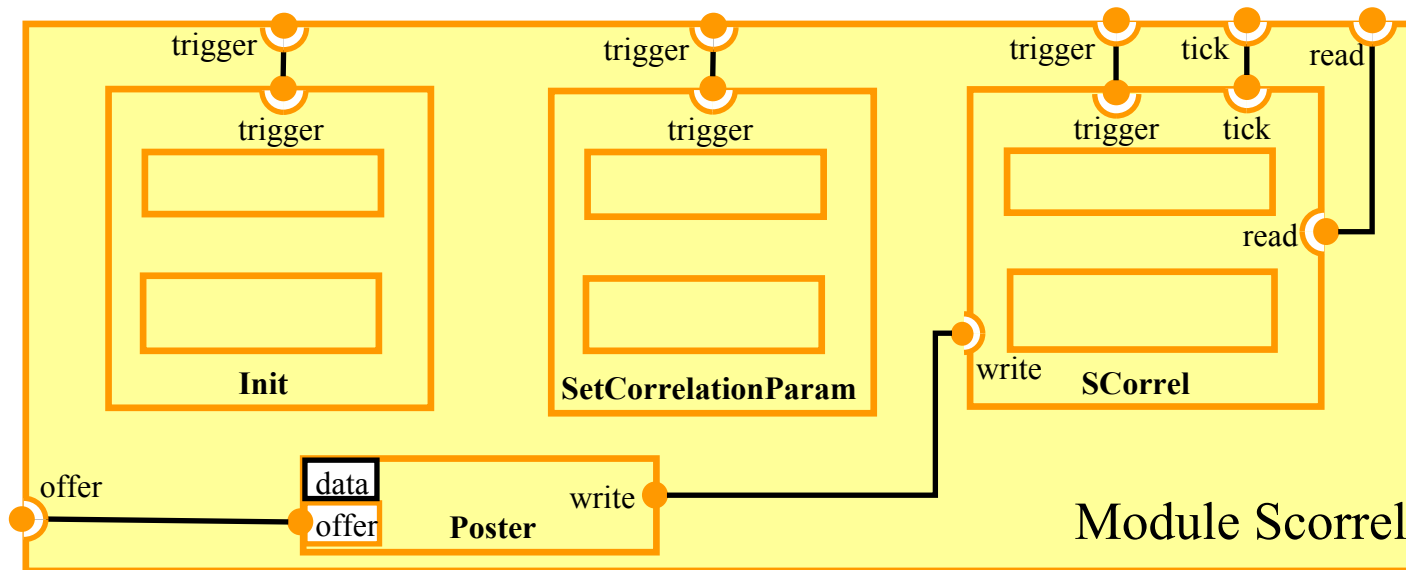 trigger
trigger
trigger
tick
read
trigger
trigger
trigger
tick
read
write
Init
SetCorrelationParam
SCorrel
offer
data
write
offer
Poster
Module Scorrel